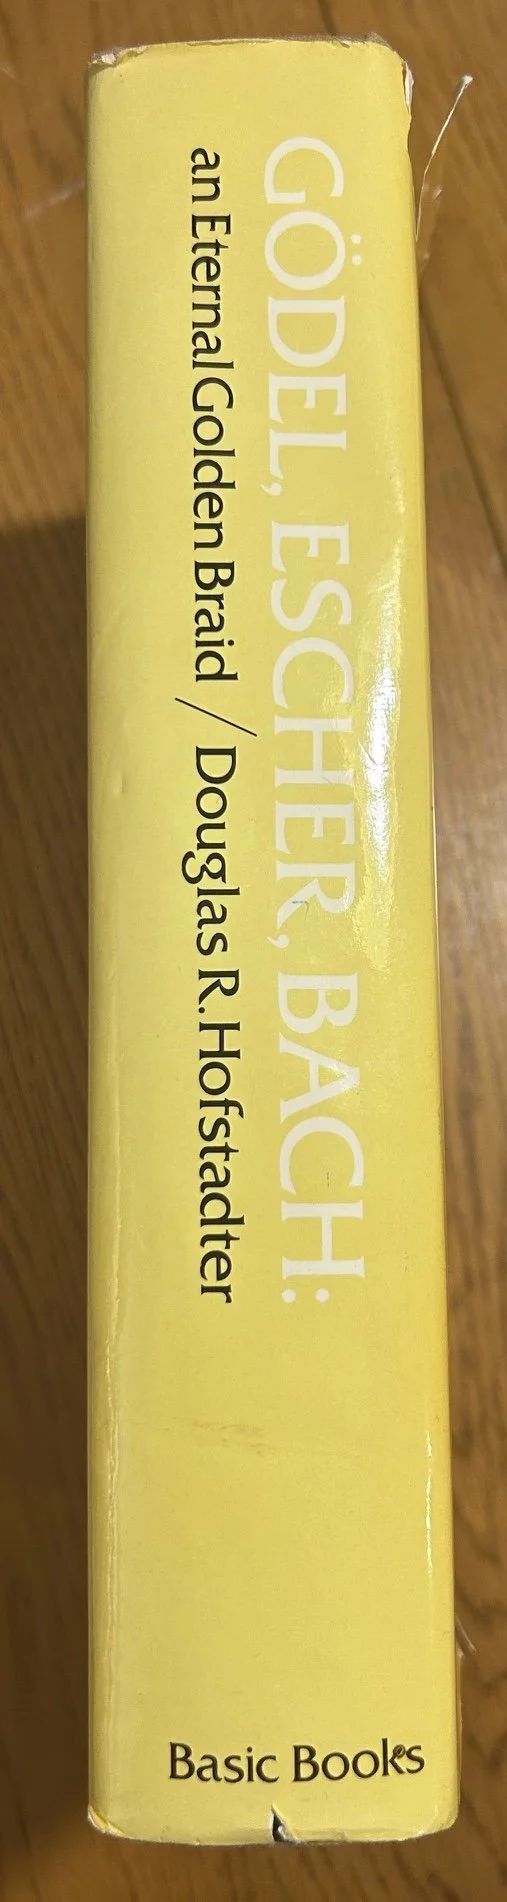 GÖDEL, ESCHER, BACH:
an Eternal Golden Braid / Douglas R. Hofstadter
Basic Books